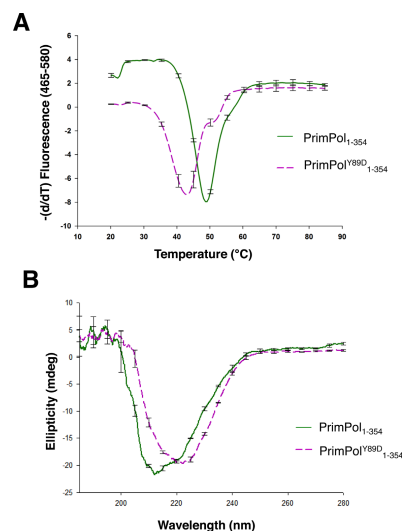 A
-(d/dT) Fluorescence (465-580)
6
4
2
0
-2
-4
-6
-8
-10
10 20 30 40 50 60 70 80 90
Temperature (°C)
PrimPol1-354
PrimPolY89D1-354
B
Ellipticity (mdeg)
10
5
0
-5
-10
-15
-20
-25
200 220 240 260 280
Wavelength (nm)
PrimPol1-354
PrimPolY89D1-354